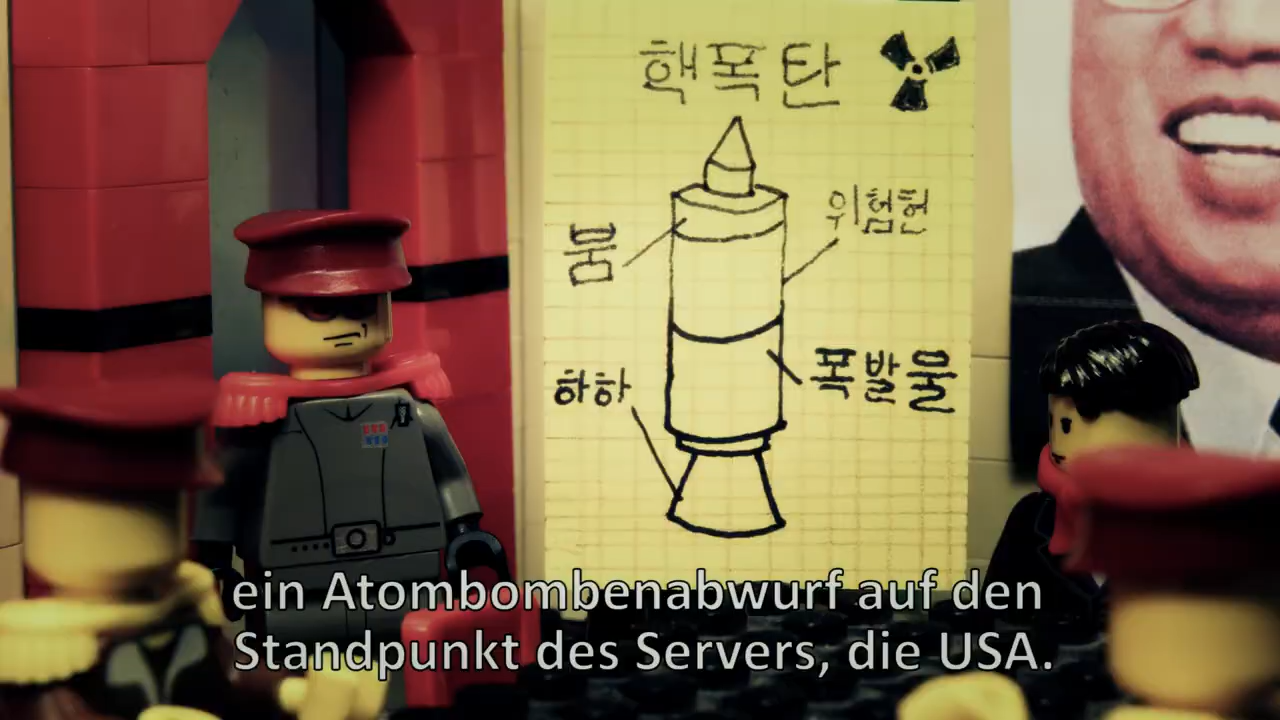 핵폭탄
위험헌
붐
폭발물
하하
ein Atombombenabwurf auf den
Standpunkt des Servers, die USA.